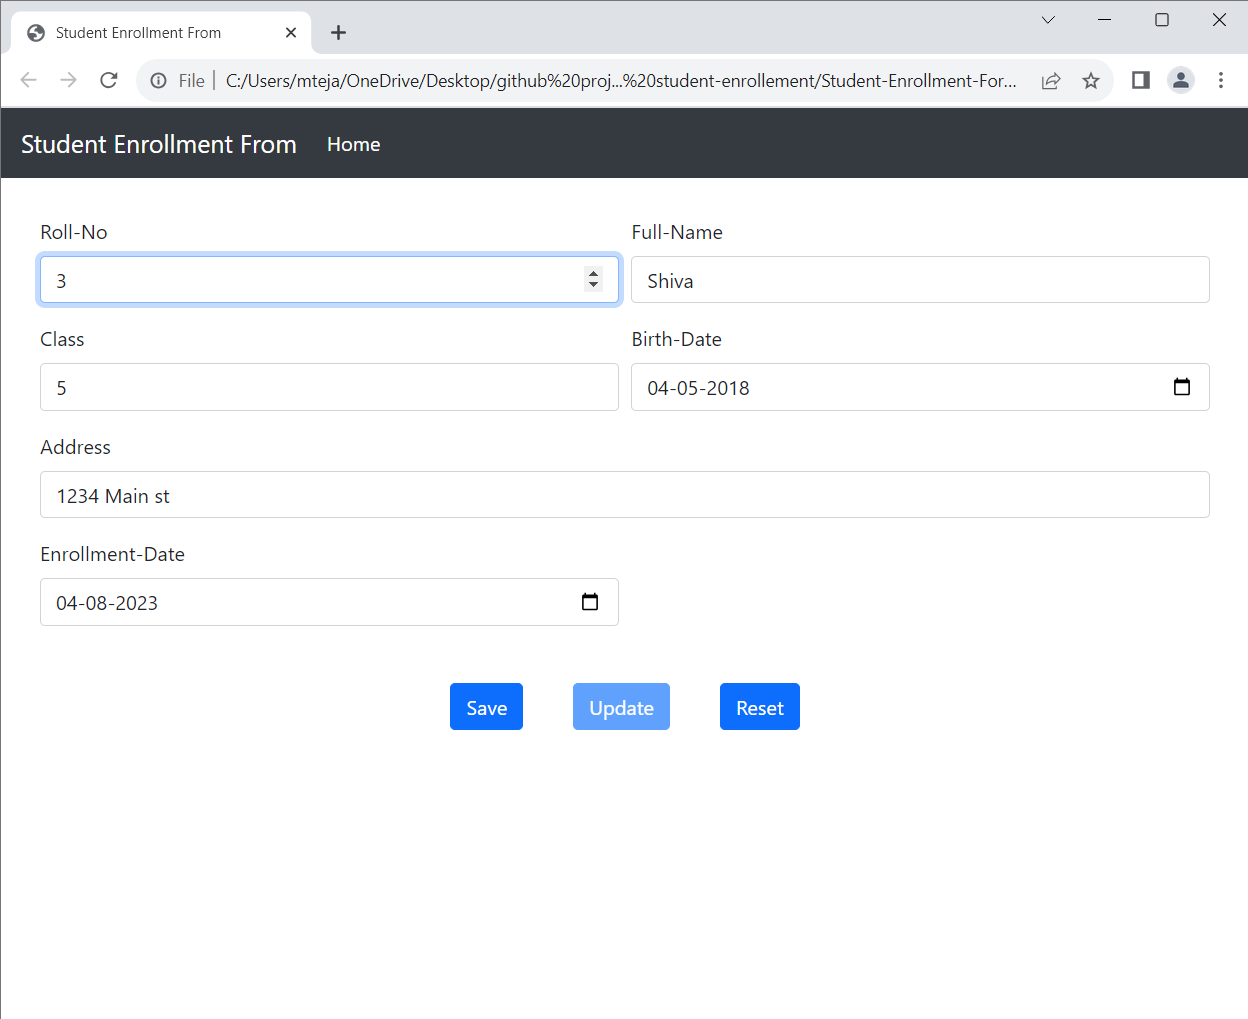 Student Enrollment From
File | C:/Users/mteja/OneDrive/Desktop/github%20proj...%20student-enrollement/Student-Enrollment-For...
Student Enrollment From Home
Roll-No Full-Name
3 Shiva
Class Birth-Date
5 04-05-2018
Address
1234 Main st
Enrollment-Date
04-08-2023
Save Update Reset